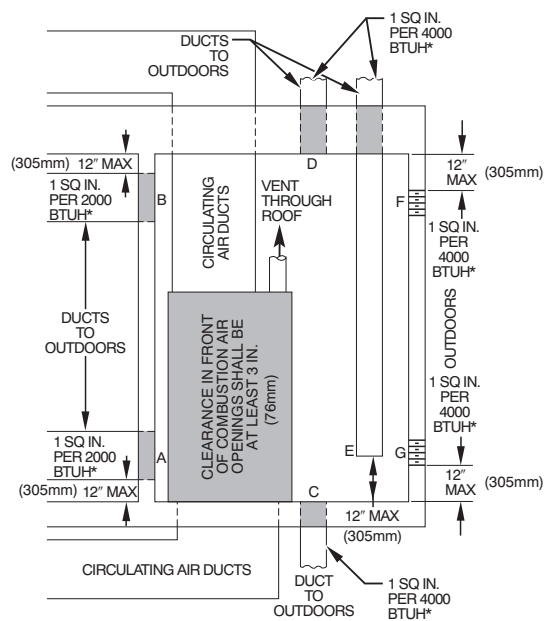 1 SQ IN.
PER 4000
BTUH*
DUCTS
TO
OUTDOORS
(305mm) 12″ MAX
1 SQ IN.
PER 2000
BTUH*
B
DUCTS
TO
OUTDOORS
1 SQ IN.
PER 2000
BTUH*
A
(305mm) 12″ MAX
CIRCULATING
AIR DUCTS
VENT
THROUGH
ROOF
D
CLEARANCE IN FRONT
OF COMBUSTION AIR
OPENINGS SHALL BE
AT LEAST 3 IN.
(76mm)
E
C
12″ MAX
(305mm)
12″
MAX
(305mm)
F
1 SQ IN.
PER
4000
BTUH*
OUTDOORS
1 SQ IN.
PER
4000
BTUH*
G
12″
MAX
(305mm)
CIRCULATING AIR DUCTS
DUCT
TO
OUTDOORS
1 SQ IN.
PER 4000
BTUH*